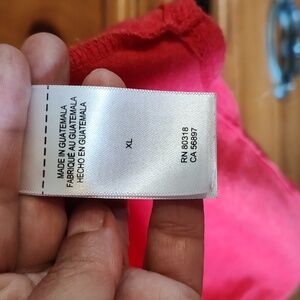 MADE IN GUATEMALA
FABRIQUÉ AU GUATEMALA
HECHO EN GUATEMALA
XL
RN 80318
CA 56897